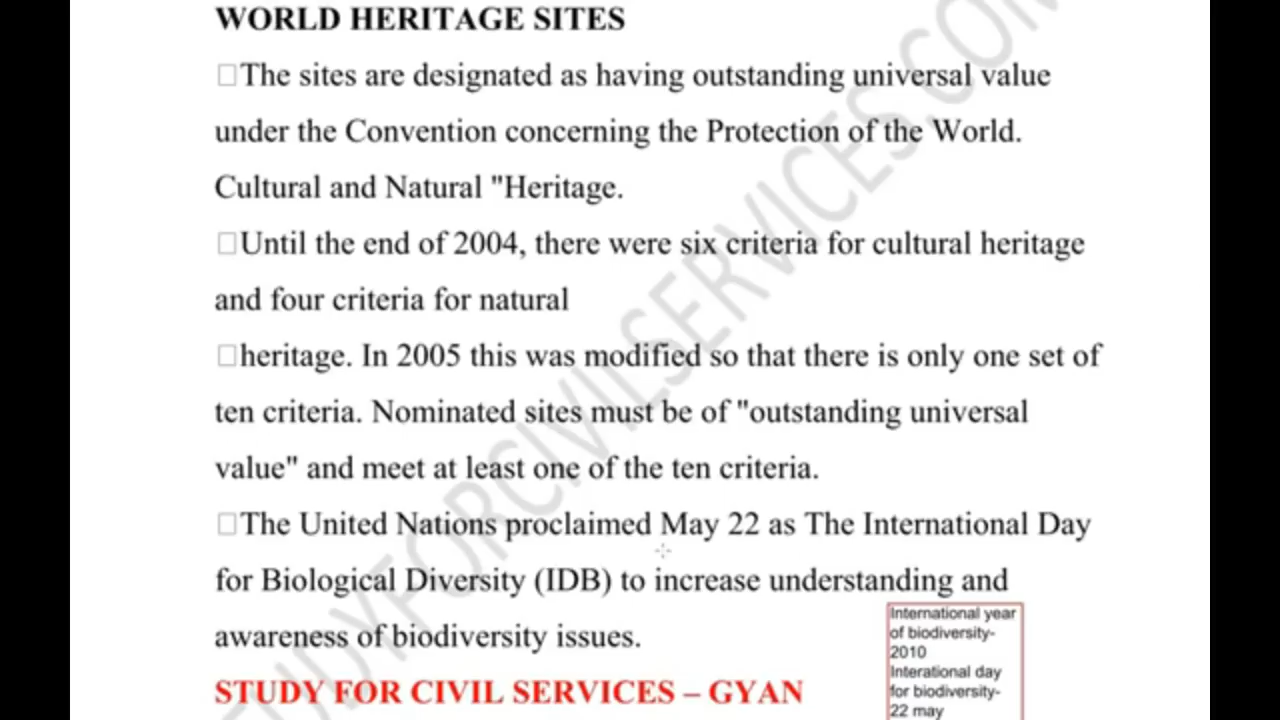 WORLD HERITAGE SITES
□The sites are designated as having outstanding universal value
under the Convention concerning the Protection of the World.
Cultural and Natural "Heritage.
□Until the end of 2004, there were six criteria for cultural heritage
and four criteria for natural
□heritage. In 2005 this was modified so that there is only one set of
ten criteria. Nominated sites must be of "outstanding universal
value" and meet at least one of the ten criteria.
□The United Nations proclaimed May 22 as The International Day
for Biological Diversity (IDB) to increase understanding and
awareness of biodiversity issues.
STUDY FOR CIVIL SERVICES – GYAN
International year
of biodiversity-
2010
Interational day
for biodiversity-
22 may
STUDYFORCIVILSERVICES.COM